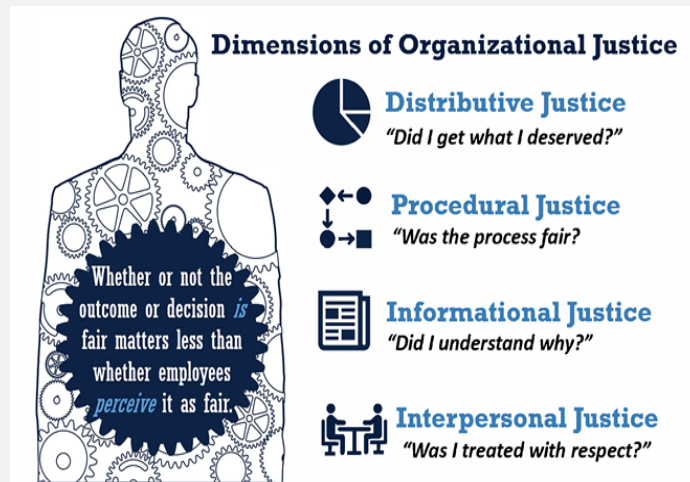 Dimensions of Organizational Justice
Distributive Justice
“Did I get what I deserved?”
Procedural Justice
“Was the process fair?
Informational Justice
“Did I understand why?”
Interpersonal Justice
“Was I treated with respect?”
Whether or not the
outcome or decision is
fair matters less than
whether employees
perceive it as fair.